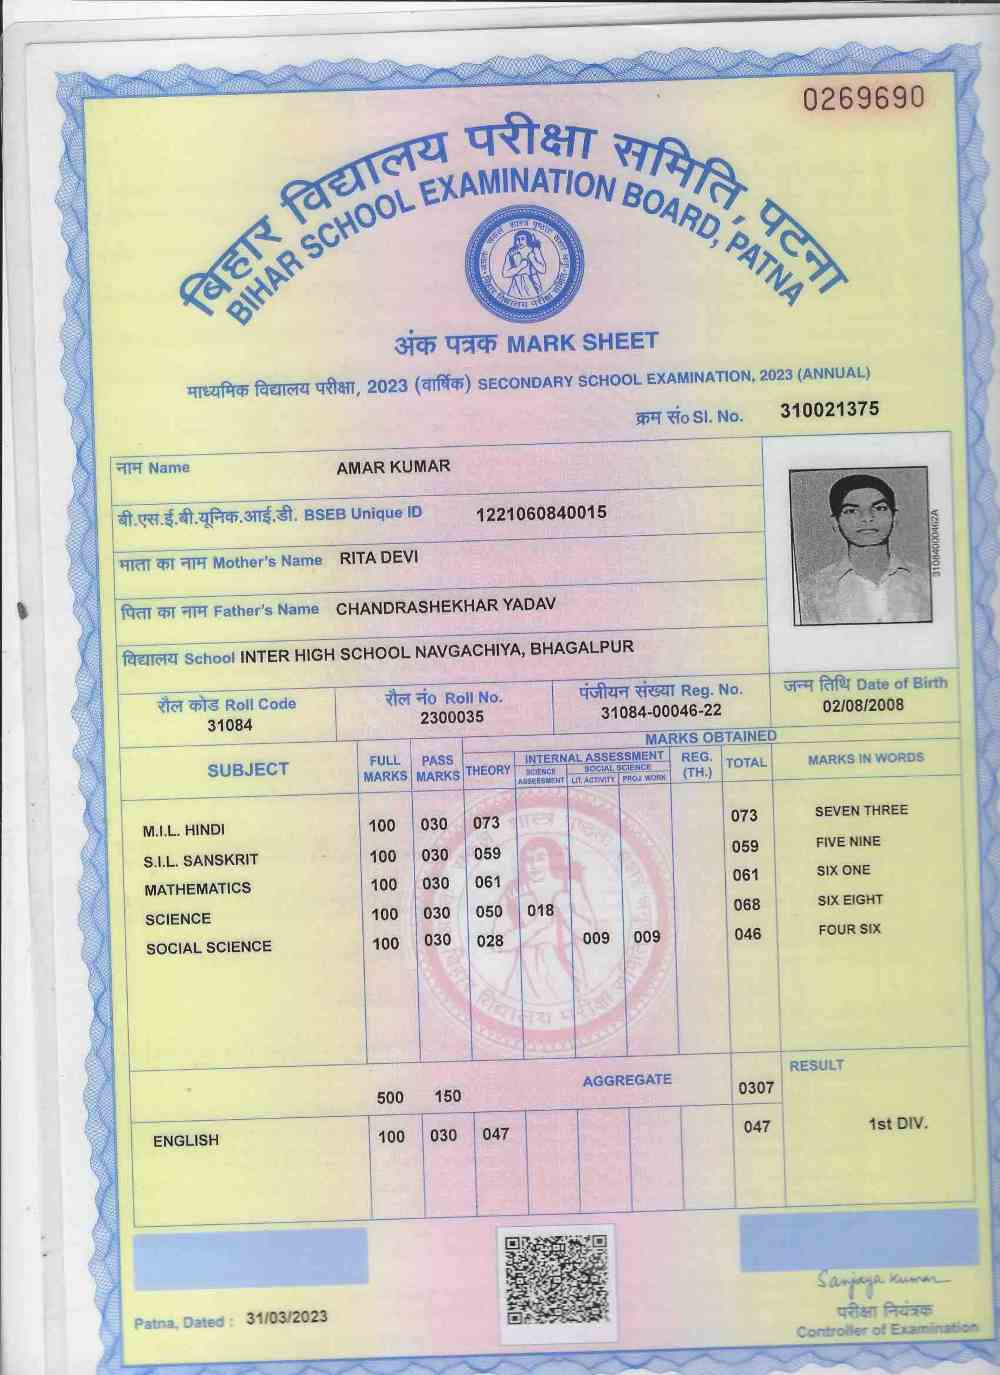 0269690
बिहार विद्यालय परीक्षा समिति, पटना
BIHAR SCHOOL EXAMINATION BOARD, PATNA
अंक पत्रक MARK SHEET
माध्यमिक विद्यालय परीक्षा, 2023 (वार्षिक) SECONDARY SCHOOL EXAMINATION, 2023 (ANNUAL)
क्रम सं० Sl. No. 310021375
नाम Name AMAR KUMAR
बी.एस.ई.बी.यूनिक.आई.डी. BSEB Unique ID 1221060840015
माता का नाम Mother's Name RITA DEVI
पिता का नाम Father's Name CHANDRASHEKHAR YADAV
विद्यालय School INTER HIGH SCHOOL NAVGACHIYA, BHAGALPUR
31084000462A
रौल कोड Roll Code रौल नं० Roll No. पंजीयन संख्या Reg. No. जन्म तिथि Date of Birth
31084 2300035 31084-00046-22 02/08/2008
SUBJECT FULL MARKS PASS MARKS MARKS OBTAINED MARKS IN WORDS
THEORY INTERNAL ASSESSMENT REG. (TH.) TOTAL
SCIENCE ASSESSMENT SOCIAL SCIENCE LIT. ACTIVITY PROJ. WORK
M.I.L. HINDI 100 030 073 073 SEVEN THREE
S.I.L. SANSKRIT 100 030 059 059 FIVE NINE
MATHEMATICS 100 030 061 061 SIX ONE
SCIENCE 100 030 050 018 068 SIX EIGHT
SOCIAL SCIENCE 100 030 028 009 009 046 FOUR SIX
500 150 AGGREGATE 0307 RESULT
ENGLISH 100 030 047 047 1st DIV.
Patna, Dated : 31/03/2023
Sanjaya Kumar
परीक्षा नियंत्रक
Controller of Examination